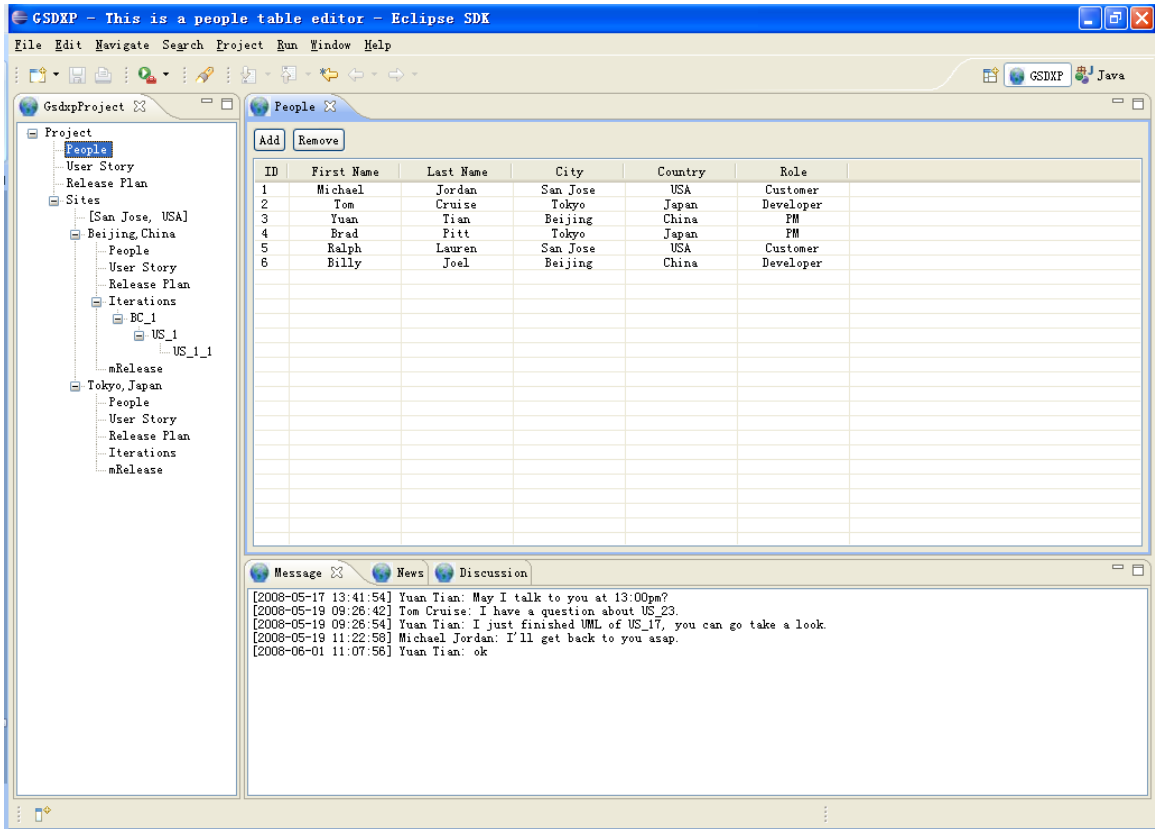 GSDXP - This is a people table editor - Eclipse SDK
File Edit Navigate Search Project Run Window Help
GSDXP Java
GsdxpProject
Project
People
User Story
Release Plan
Sites
[San Jose, USA]
Beijing,China
People
User Story
Release Plan
Iterations
BC_1
US_1
US_1_1
mRelease
Tokyo,Japan
People
User Story
Release Plan
Iterations
mRelease
People
Add Remove
ID First Name Last Name City Country Role
1 Michael Jordan San Jose USA Customer
2 Tom Cruise Tokyo Japan Developer
3 Yuan Tian Beijing China PM
4 Brad Pitt Tokyo Japan PM
5 Ralph Lauren San Jose USA Customer
6 Billy Joel Beijing China Developer
Message News Discussion
[2008-05-17 13:41:54] Yuan Tian: May I talk to you at 13:00pm?
[2008-05-19 09:26:42] Tom Cruise: I have a question about US_23.
[2008-05-19 09:26:54] Yuan Tian: I just finished UML of US_17, you can go take a look.
[2008-05-19 11:22:58] Michael Jordan: I'll get back to you asap.
[2008-06-01 11:07:56] Yuan Tian: ok